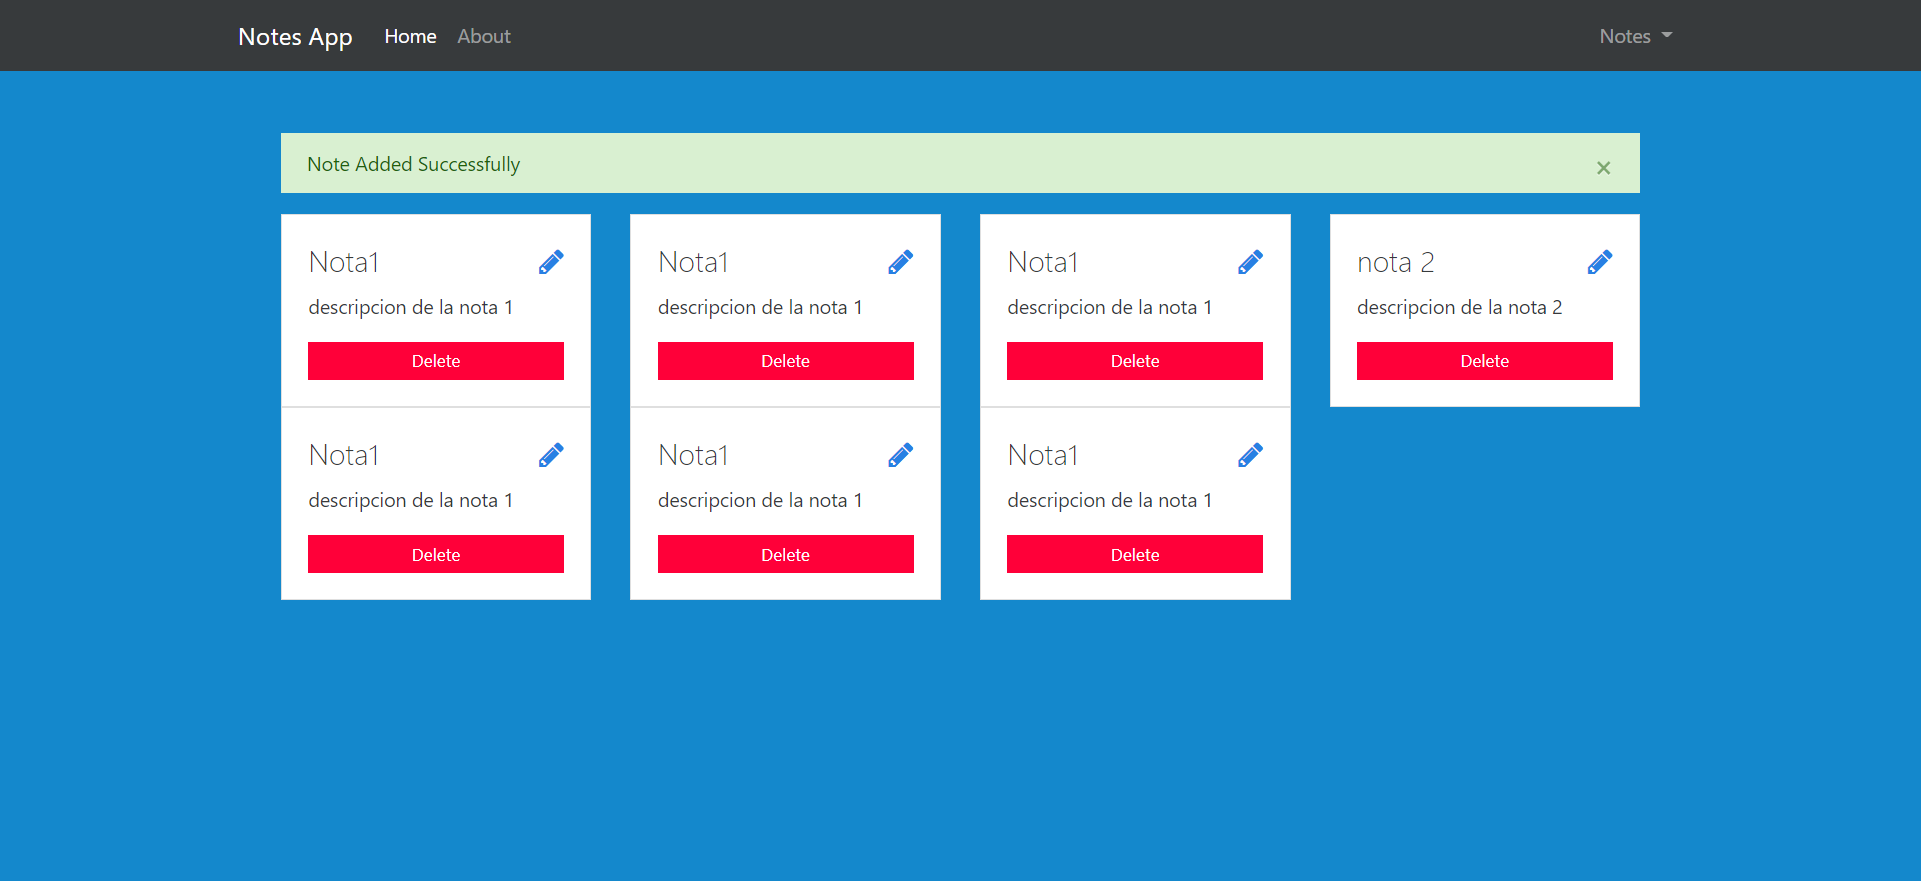 Notes App Home About Notes
Note Added Successfully ×
Nota1 Nota1 Nota1 nota 2
descripcion de la nota 1 descripcion de la nota 1 descripcion de la nota 1 descripcion de la nota 2
Delete Delete Delete Delete
Nota1 Nota1 Nota1
descripcion de la nota 1 descripcion de la nota 1 descripcion de la nota 1
Delete Delete Delete